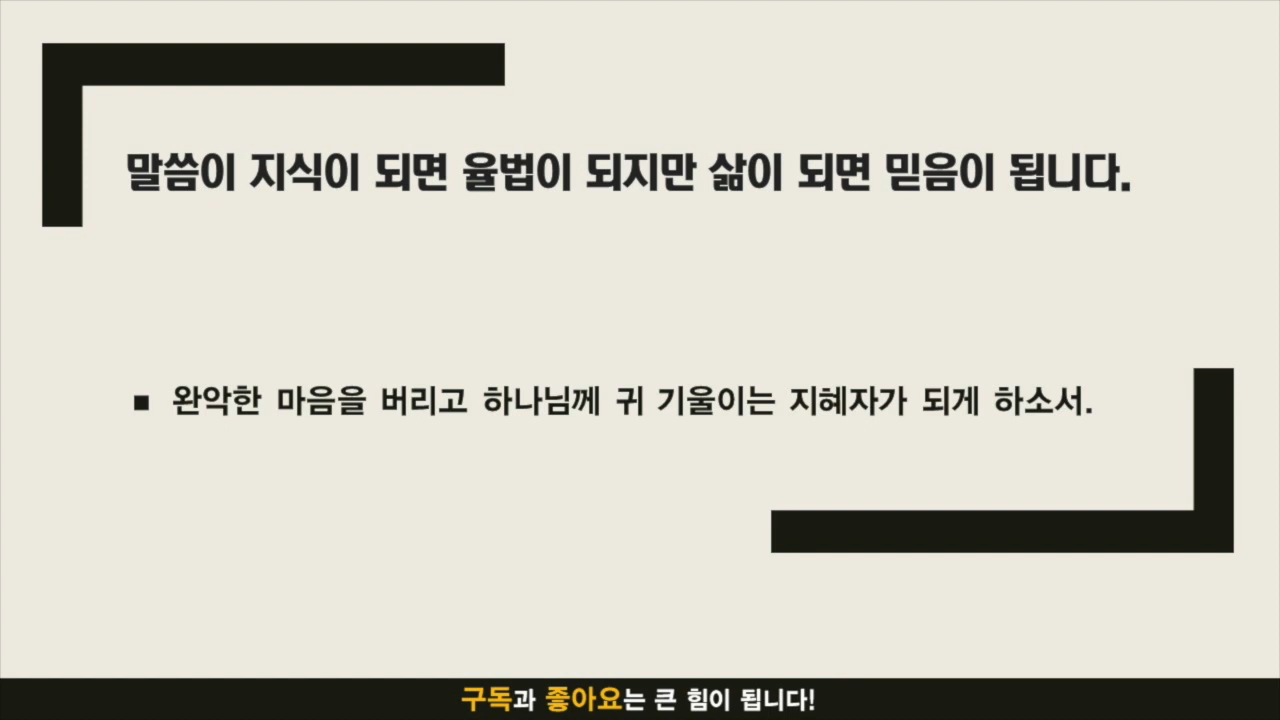 말씀이 지식이 되면 율법이 되지만 삶이 되면 믿음이 됩니다.
▪ 완악한 마음을 버리고 하나님께 귀 기울이는 지혜자가 되게 하소서.
구독과 좋아요는 큰 힘이 됩니다!